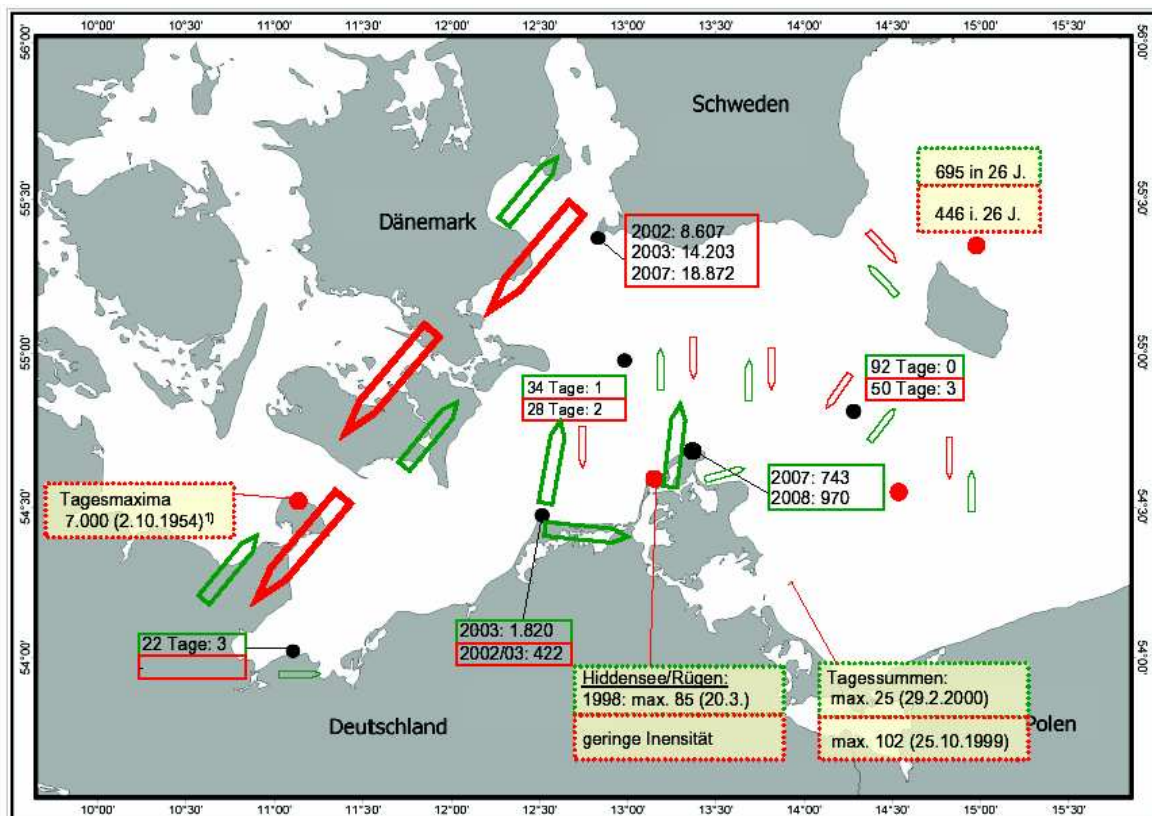 10°00' 10°30' 11°00' 11°30' 12°00' 12°30' 13°00' 13°30' 14°00' 14°30' 15°00' 15°30'
56°00'
56°00'
Schweden
695 in 26 J.
446 i. 26 J.
55°30'
55°30'
Dänemark
2002: 8.607
2003: 14.203
2007: 18.872
55°00'
55°00'
34 Tage: 1
28 Tage: 2
92 Tage: 0
50 Tage: 3
2007: 743
2008: 970
Tagesmaxima
7.000 (2.10.1954)¹⁾
54°30'
54°30'
22 Tage: 3
-
2003: 1.820
2002/03: 422
54°00'
54°00'
Hiddensee/Rügen:
1998: max. 85 (20.3.)
geringe Inensität
Tagessummen:
max. 25 (29.2.2000)
max. 102 (25.10.1999)
Deutschland
Polen
10°00' 10°30' 11°00' 11°30' 12°00' 12°30' 13°00' 13°30' 14°00' 14°30' 15°00' 15°30'